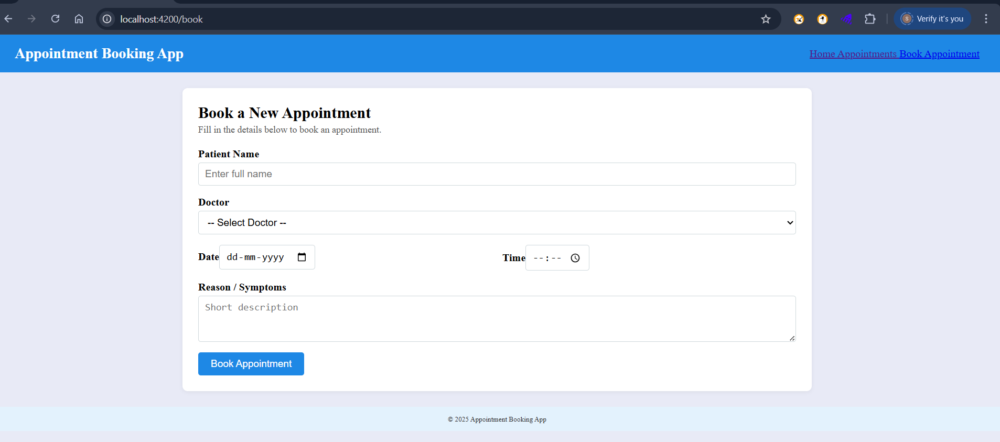 localhost:4200/book
S Verify it's you
Appointment Booking App
Home Appointments Book Appointment
Book a New Appointment
Fill in the details below to book an appointment.
Patient Name
Enter full name
Doctor
-- Select Doctor --
Date dd-mm-yyyy Time --:--
Reason / Symptoms
Short description
Book Appointment
© 2025 Appointment Booking App